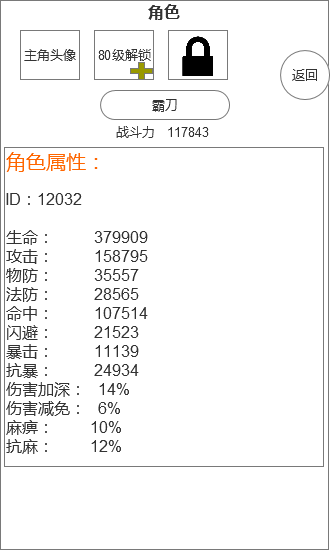 角色
主角头像
80级解锁
返回
霸刀
战斗力 117843
角色属性：
ID：12032
生命： 379909
攻击： 158795
物防： 35557
法防： 28565
命中： 107514
闪避： 21523
暴击： 11139
抗暴： 24934
伤害加深： 14%
伤害减免： 6%
麻痹： 10%
抗麻： 12%